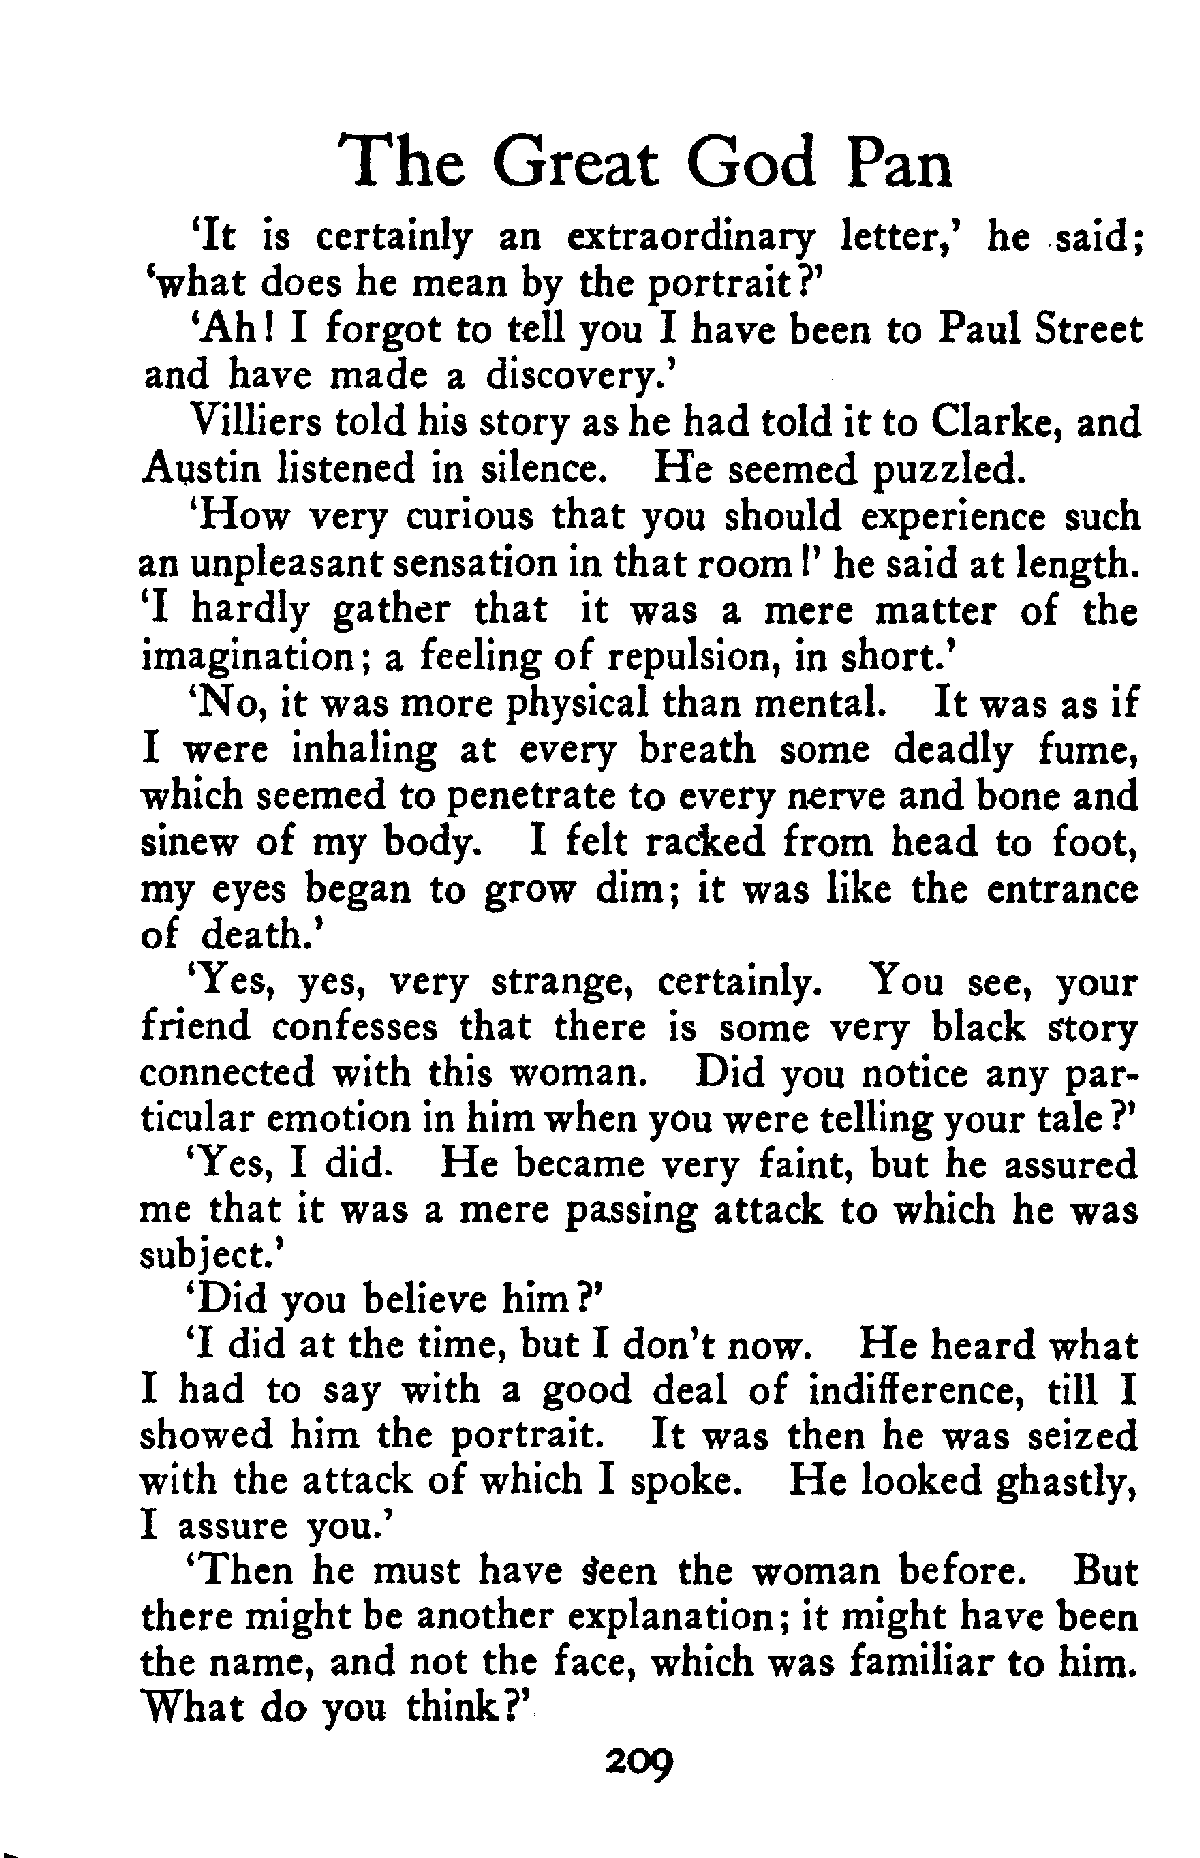 The Great God Pan
‘It is certainly an extraordinary letter,’ he said;
‘what does he mean by the portrait?’
‘Ah! I forgot to tell you I have been to Paul Street
and have made a discovery.’
Villiers told his story as he had told it to Clarke, and
Austin listened in silence. He seemed puzzled.
‘How very curious that you should experience such
an unpleasant sensation in that room!’ he said at length.
‘I hardly gather that it was a mere matter of the
imagination; a feeling of repulsion, in short.’
‘No, it was more physical than mental. It was as if
I were inhaling at every breath some deadly fume,
which seemed to penetrate to every nerve and bone and
sinew of my body. I felt racked from head to foot,
my eyes began to grow dim; it was like the entrance
of death.’
‘Yes, yes, very strange, certainly. You see, your
friend confesses that there is some very black story
connected with this woman. Did you notice any par-
ticular emotion in him when you were telling your tale?’
‘Yes, I did. He became very faint, but he assured
me that it was a mere passing attack to which he was
subject.’
‘Did you believe him?’
‘I did at the time, but I don’t now. He heard what
I had to say with a good deal of indifference, till I
showed him the portrait. It was then he was seized
with the attack of which I spoke. He looked ghastly,
I assure you.’
‘Then he must have seen the woman before. But
there might be another explanation; it might have been
the name, and not the face, which was familiar to him.
What do you think?’
209